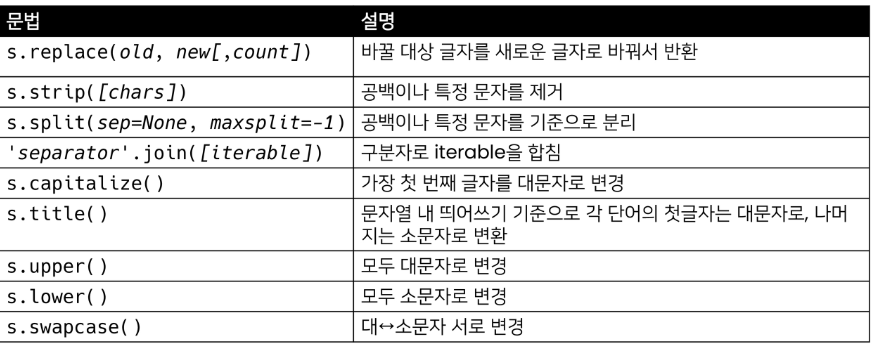 문법 설명
s.replace(old, new[,count]) 바꿀 대상 글자를 새로운 글자로 바꿔서 반환
s.strip([chars]) 공백이나 특정 문자를 제거
s.split(sep=None, maxsplit=-1) 공백이나 특정 문자를 기준으로 분리
'separator'.join([iterable]) 구분자로 iterable을 합침
s.capitalize() 가장 첫 번째 글자를 대문자로 변경
s.title() 문자열 내 띄어쓰기 기준으로 각 단어의 첫글자는 대문자로, 나머
지는 소문자로 변환
s.upper() 모두 대문자로 변경
s.lower() 모두 소문자로 변경
s.swapcase() 대↔소문자 서로 변경